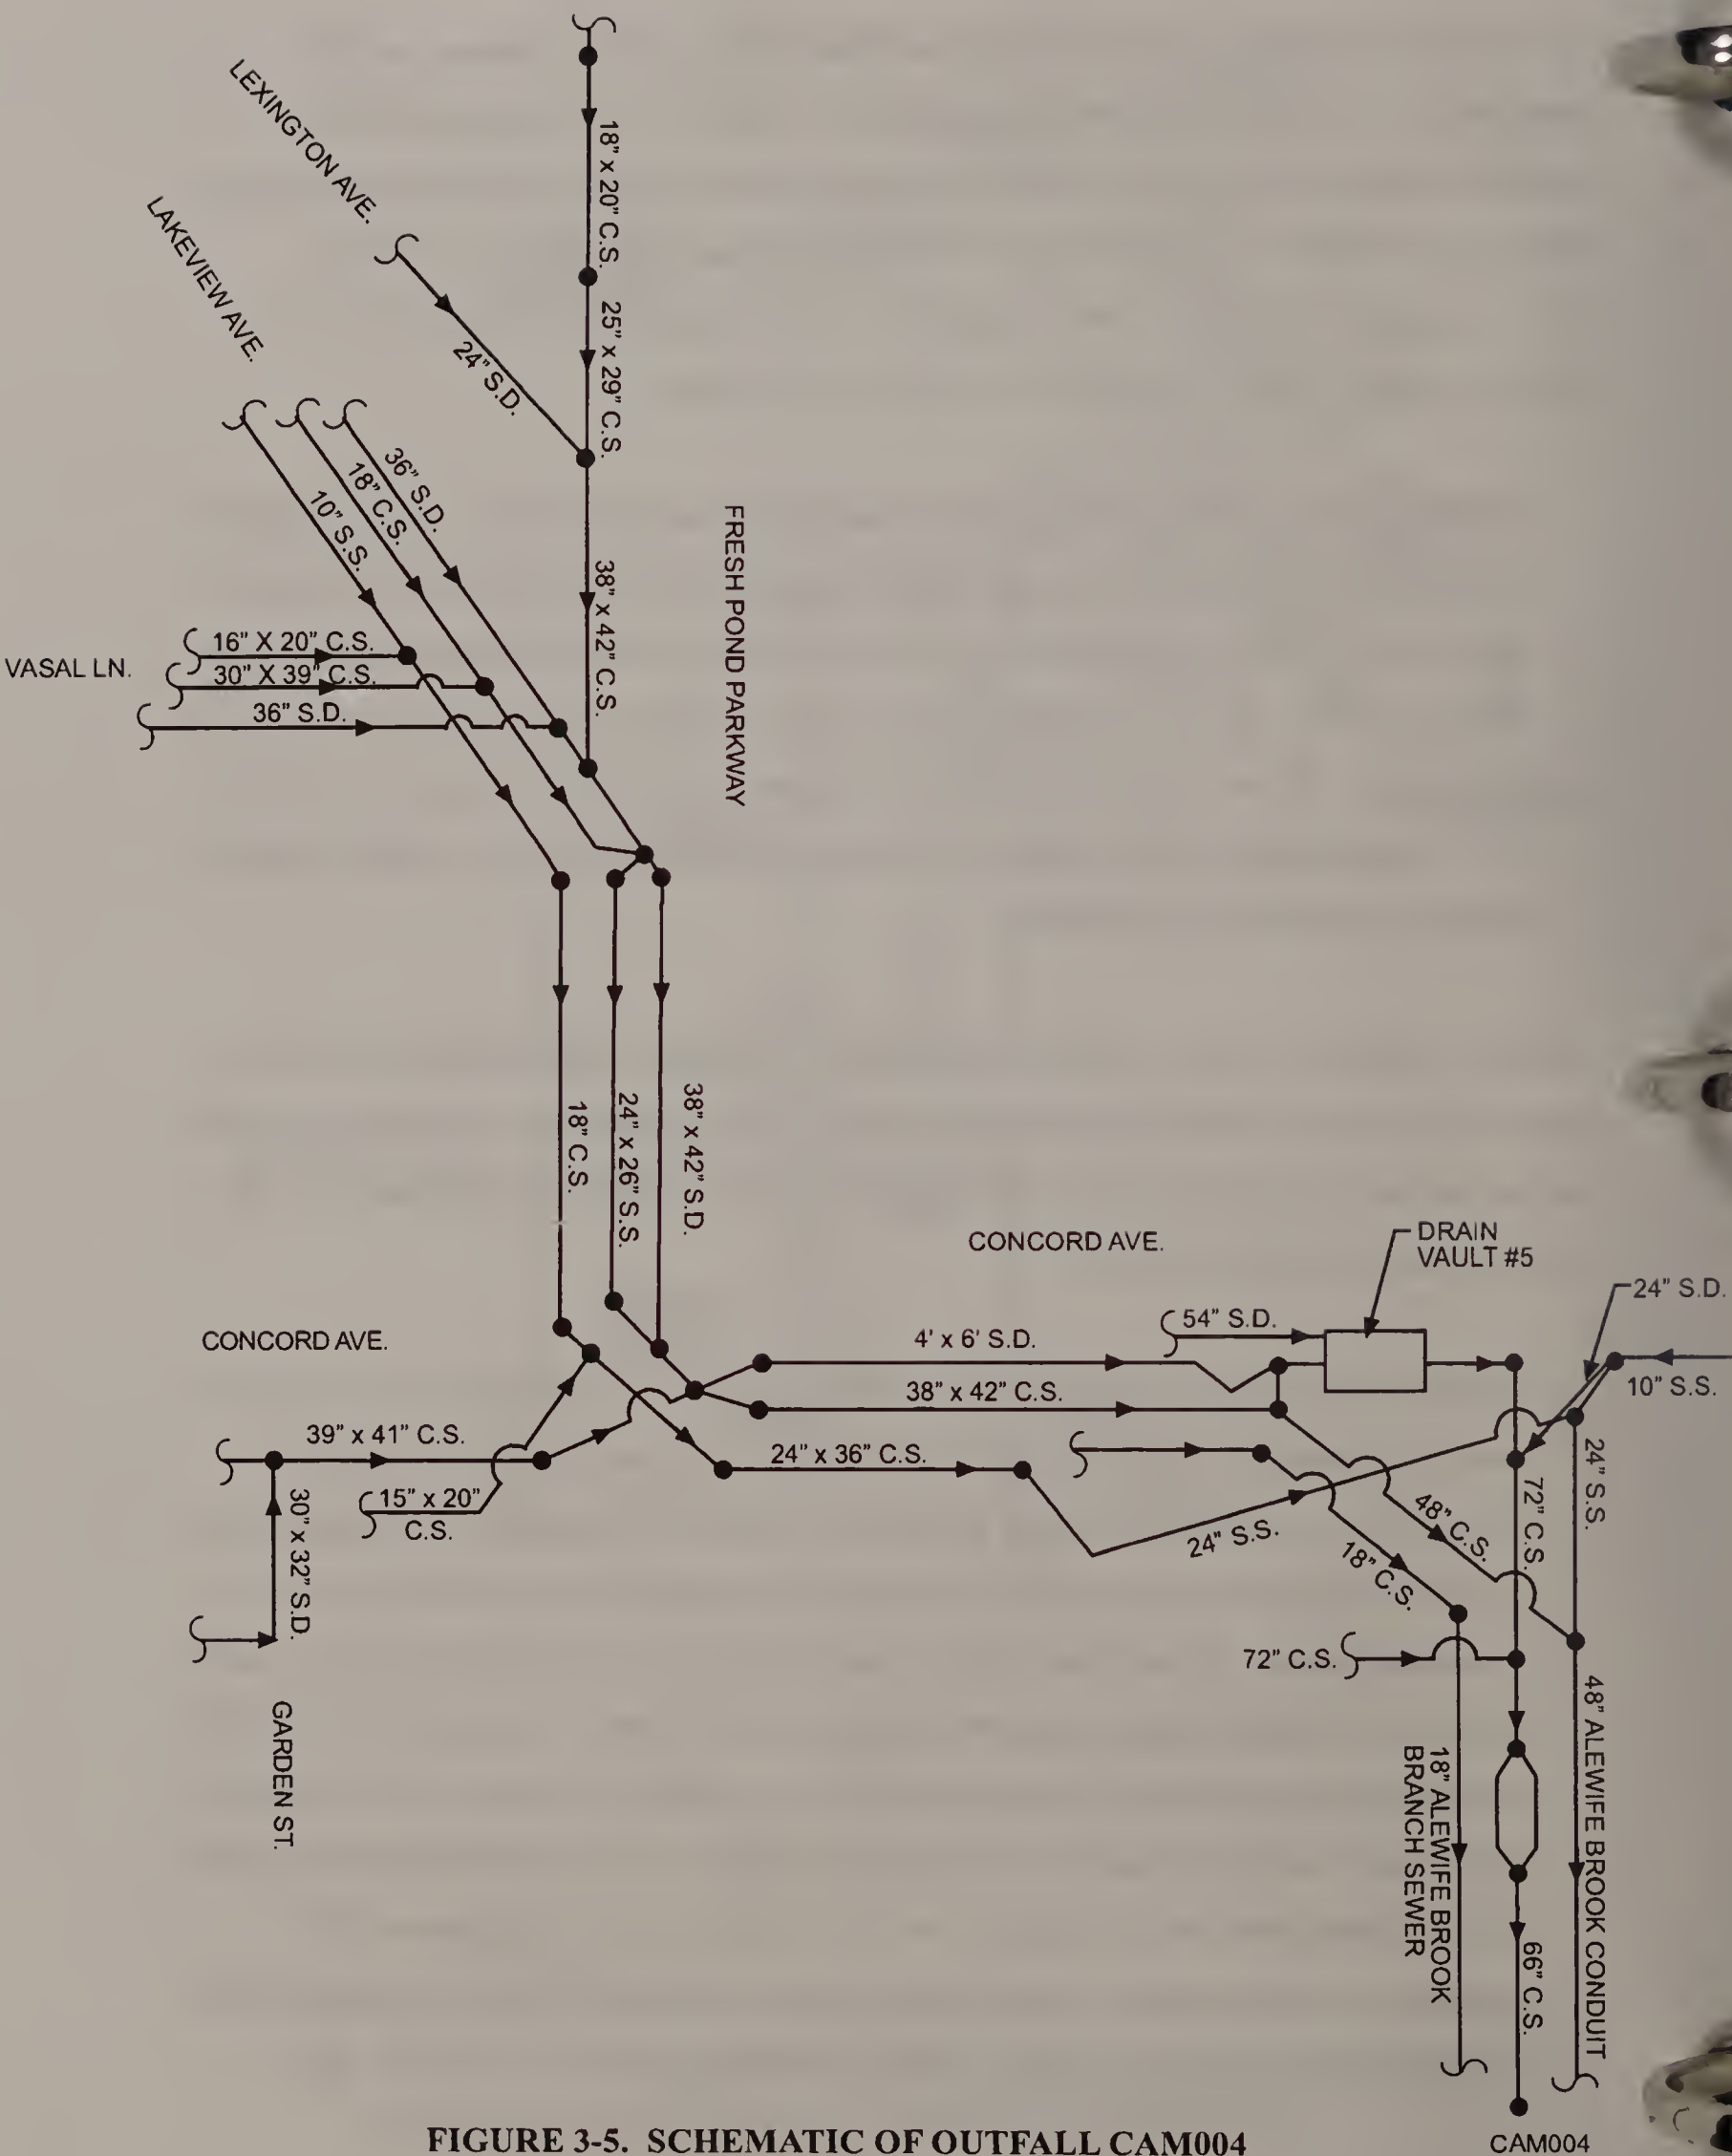 LEXINGTON AVE.
LAKEVIEW AVE.
18" x 20" C.S.
25" x 29" C.S.
24" S.D.
36" S.D.
18" C.S.
10" S.S.
38" x 42" C.S.
FRESH POND PARKWAY
VASAL LN.
16" X 20" C.S.
30" X 39" C.S.
36" S.D.
18" C.S.
24" x 26" S.S.
38" x 42" S.D.
CONCORD AVE.
DRAIN
VAULT #5
24" S.D.
CONCORD AVE.
54" S.D.
4' x 6' S.D.
10" S.S.
38" x 42" C.S.
39" x 41" C.S.
24" x 36" C.S.
15" x 20"
C.S.
30" x 32" S.D.
24" S.S.
18" C.S.
48" C.S.
72" C.S.
24" S.S.
72" C.S.
GARDEN ST.
18" ALEWIFE BROOK
BRANCH SEWER
48" ALEWIFE BROOK CONDUIT
66" C.S.
CAM004
FIGURE 3-5. SCHEMATIC OF OUTFALL CAM004